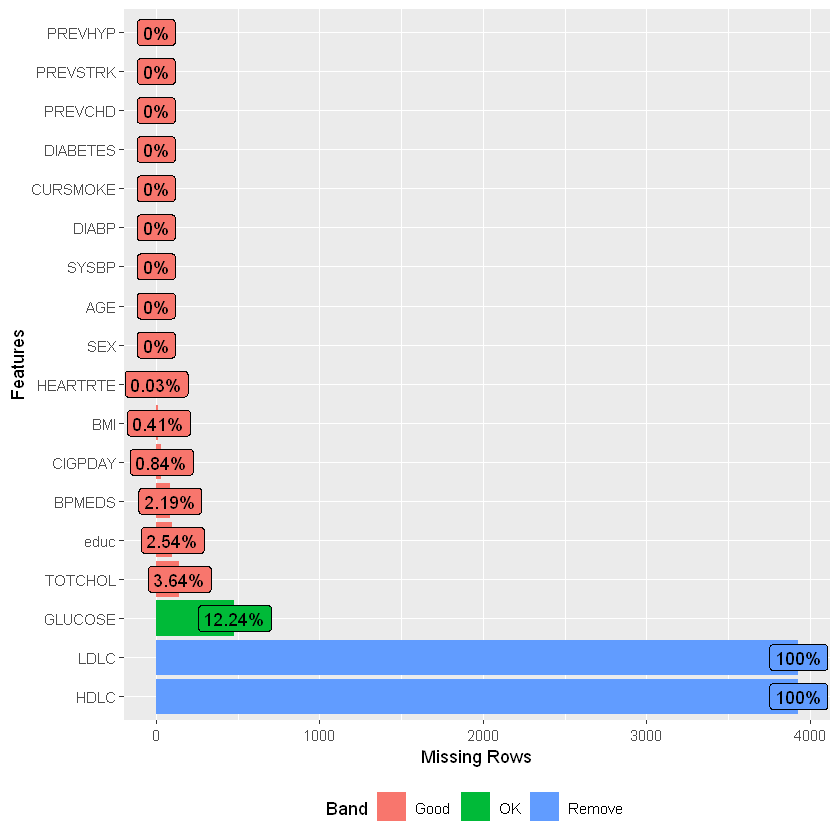 PREVHYP 0%
PREVSTRK 0%
PREVCHD 0%
DIABETES 0%
CURSMOKE 0%
DIABP 0%
SYSBP 0%
AGE 0%
SEX 0%
HEARTRTE 0.03%
BMI 0.41%
CIGPDAY 0.84%
BPMEDS 2.19%
educ 2.54%
TOTCHOL 3.64%
GLUCOSE 12.24%
LDLC 100%
HDLC 100%
Features
0 1000 2000 3000 4000
Missing Rows
Band Good OK Remove